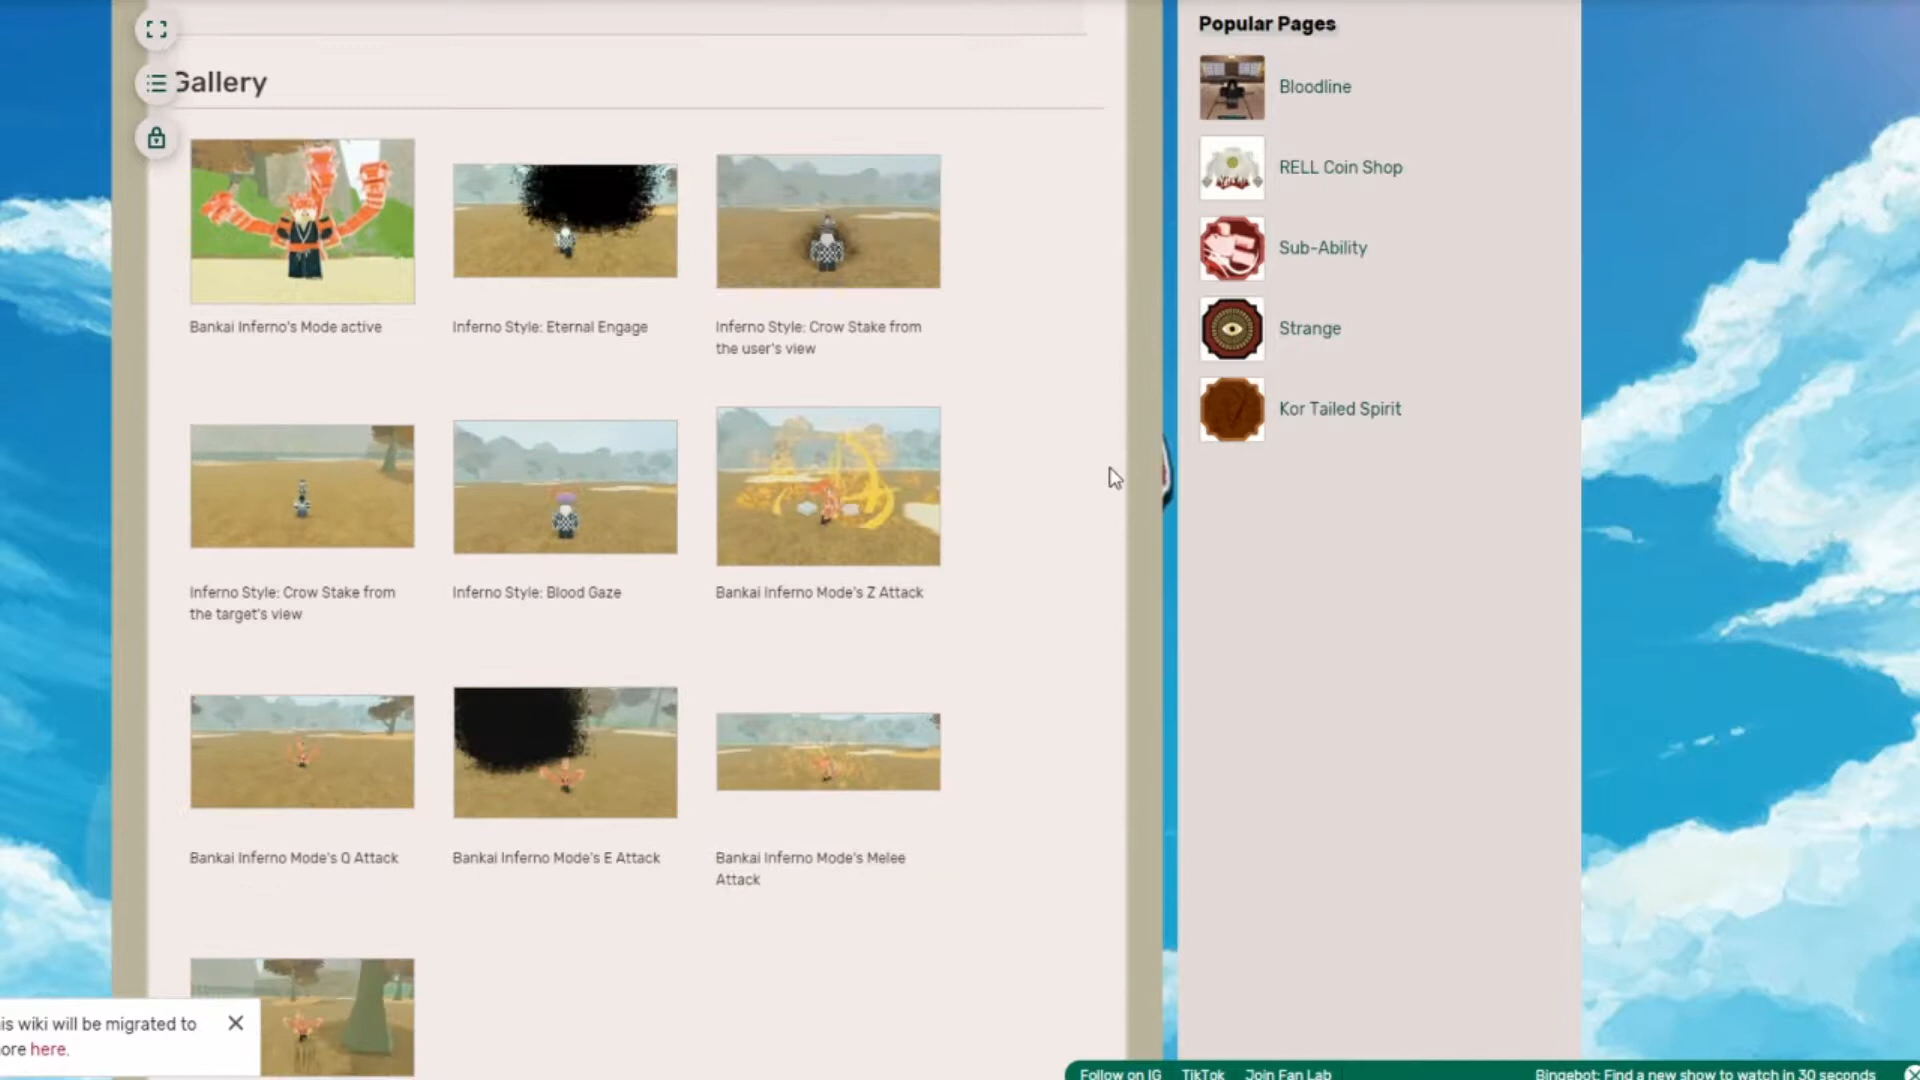 Gallery
Bankai Inferno's Mode active
Inferno Style: Eternal Engage
Inferno Style: Crow Stake from
the user's view
Inferno Style: Crow Stake from
the target's view
Inferno Style: Blood Gaze
Bankai Inferno Mode's Z Attack
Bankai Inferno Mode's Q Attack
Bankai Inferno Mode's E Attack
Bankai Inferno Mode's Melee
Attack
Popular Pages
Bloodline
RELL Coin Shop
Sub-Ability
Strange
Kor Tailed Spirit
is wiki will be migrated to
ore here.
Follow on IG TikTok Join Fan Lab
Bingebot: Find a new show to watch in 30 seconds